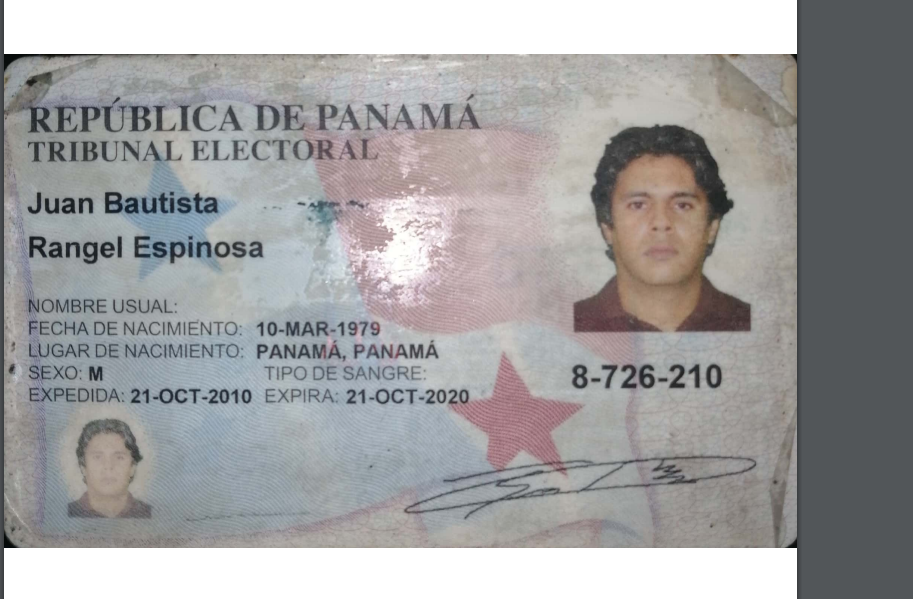 REPÚBLICA DE PANAMÁ
TRIBUNAL ELECTORAL
Juan Bautista
Rangel Espinosa
NOMBRE USUAL:
FECHA DE NACIMIENTO: 10-MAR-1979
LUGAR DE NACIMIENTO: PANAMÁ, PANAMÁ
SEXO: M TIPO DE SANGRE:
EXPEDIDA: 21-OCT-2010 EXPIRA: 21-OCT-2020
8-726-210